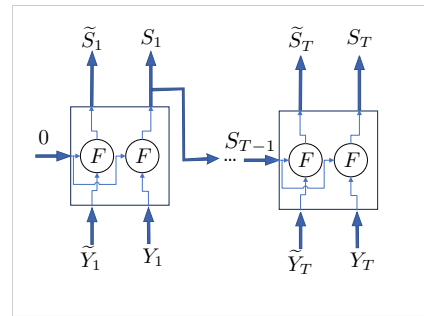 S̃₁ S₁ S̃_T S_T
0 F F ... S_{T−1} F F
Ỹ₁ Y₁ Ỹ_T Y_T